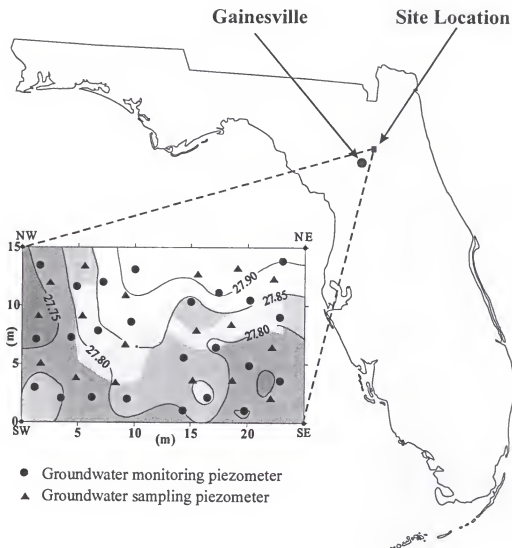 Gainesville Site Location
NW NE
15
10
(m)
5
0
SW 5 10 15 20 SE
(m)
27.75
27.80
27.90
27.85
27.80
Groundwater monitoring piezometer
Groundwater sampling piezometer